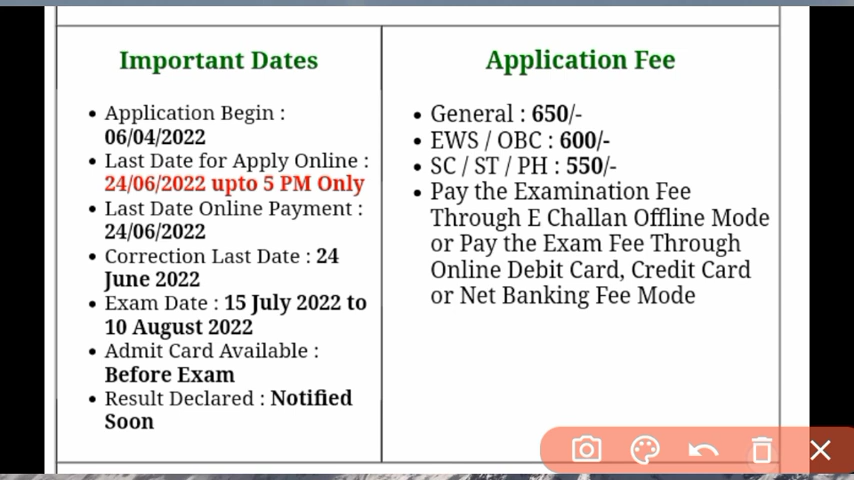 Important Dates
Application Begin :
06/04/2022
Last Date for Apply Online :
24/06/2022 upto 5 PM Only
Last Date Online Payment :
24/06/2022
Correction Last Date : 24
June 2022
Exam Date : 15 July 2022 to
10 August 2022
Admit Card Available :
Before Exam
Result Declared : Notified
Soon
Application Fee
General : 650/-
EWS / OBC : 600/-
SC / ST / PH : 550/-
Pay the Examination Fee
Through E Challan Offline Mode
or Pay the Exam Fee Through
Online Debit Card, Credit Card
or Net Banking Fee Mode